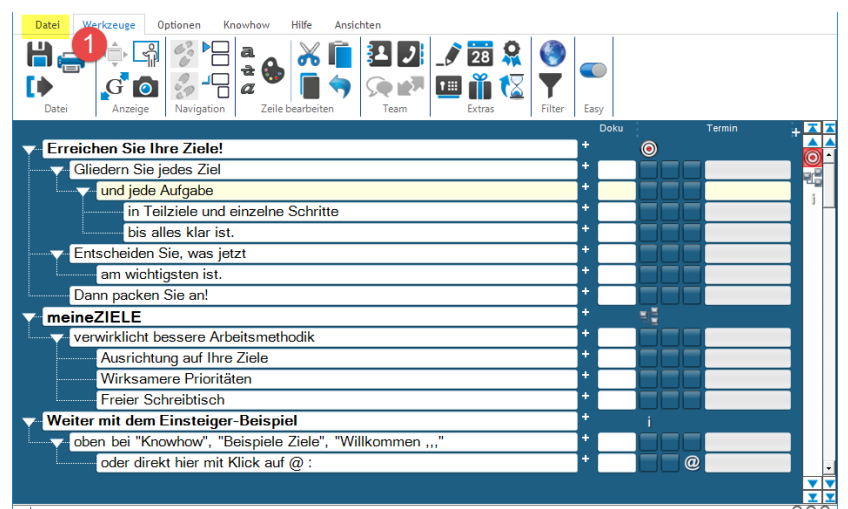 Datei Werkzeuge Optionen Knowhow Hilfe Ansichten
1
a
a
a
G
28
Datei Anzeige Navigation Zeile bearbeiten Team Extras Filter Easy
Doku Termin
Erreichen Sie Ihre Ziele!
Gliedern Sie jedes Ziel
und jede Aufgabe
in Teilziele und einzelne Schritte
bis alles klar ist.
Entscheiden Sie, was jetzt
am wichtigsten ist.
Dann packen Sie an!
meineZIELE
verwirklicht bessere Arbeitsmethodik
Ausrichtung auf Ihre Ziele
Wirksamere Prioritäten
Freier Schreibtisch
Weiter mit dem Einsteiger-Beispiel
i
oben bei "Knowhow", "Beispiele Ziele", "Willkommen ,,,"
oder direkt hier mit Klick auf @ :
@